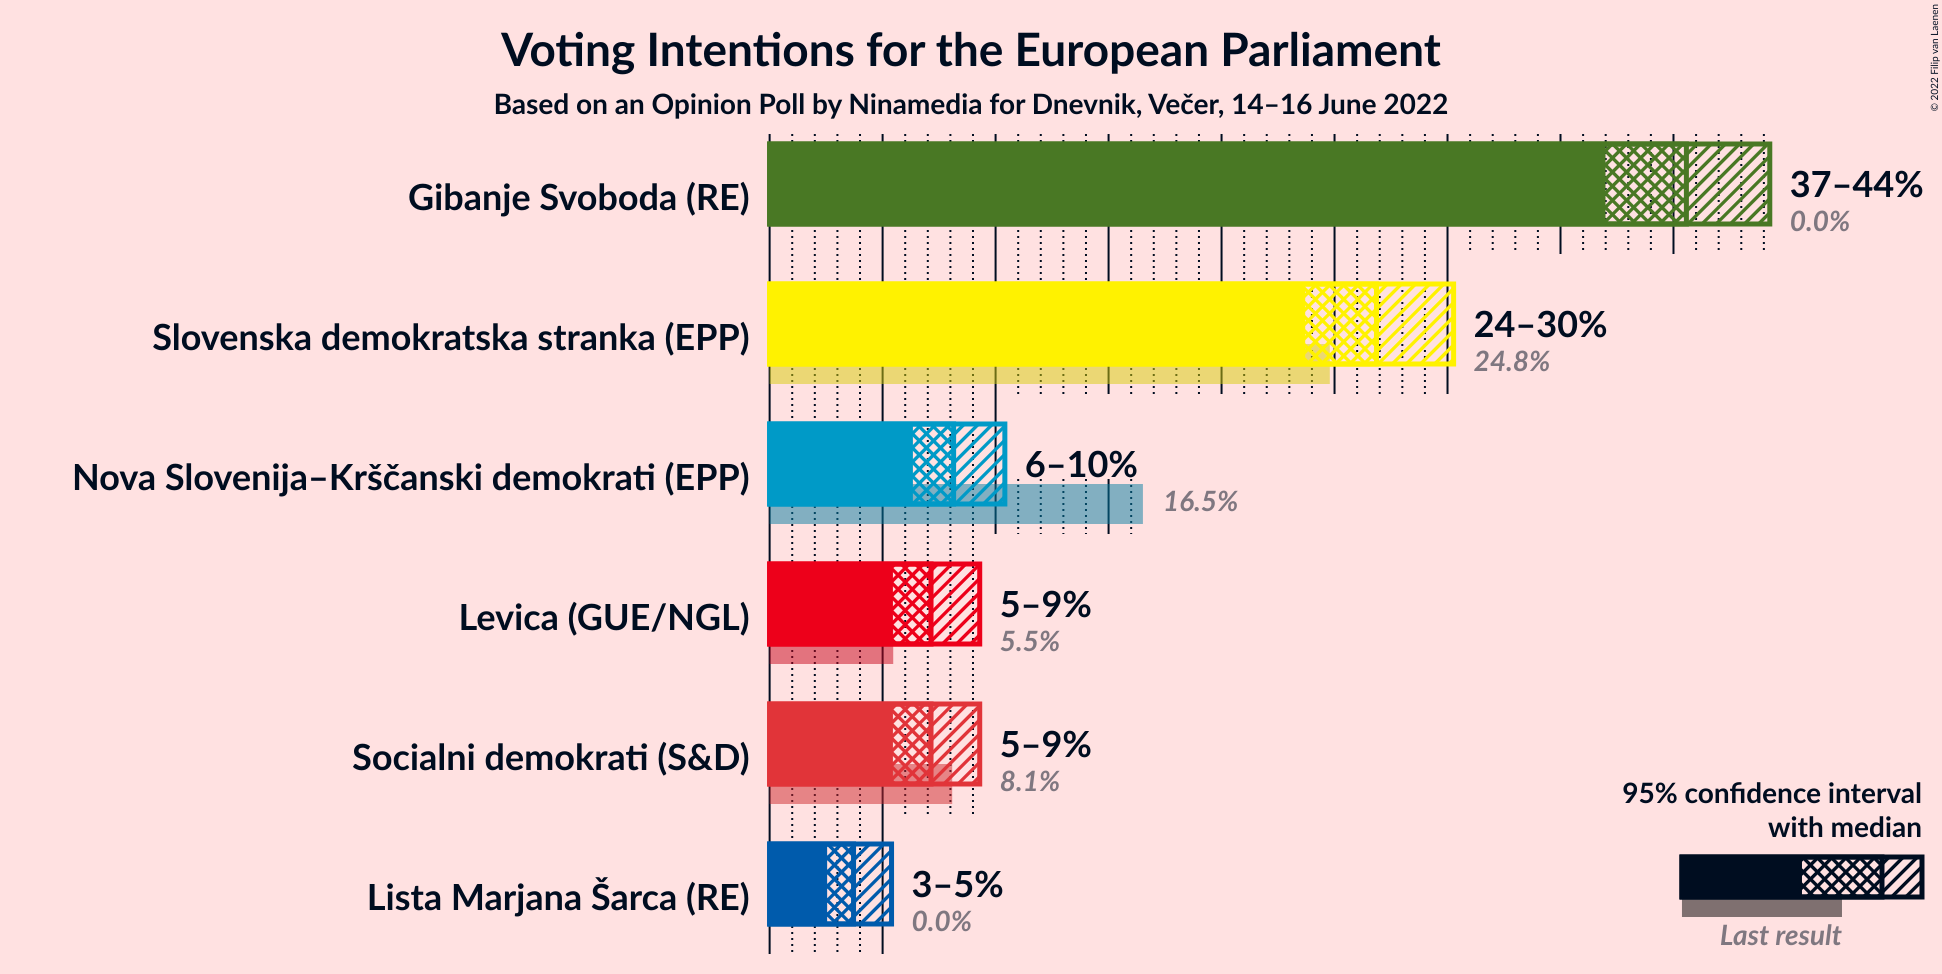 Voting Intentions for the European Parliament
Based on an Opinion Poll by Ninamedia for Dnevnik, Večer, 14–16 June 2022
© 2022 Filip van Laenen
Gibanje Svoboda (RE)
37–44%
0.0%
Slovenska demokratska stranka (EPP)
24–30%
24.8%
Nova Slovenija–Krščanski demokrati (EPP)
6–10%
16.5%
Levica (GUE/NGL)
5–9%
5.5%
Socialni demokrati (S&D)
5–9%
8.1%
Lista Marjana Šarca (RE)
3–5%
0.0%
95% confidence interval
with median
Last result